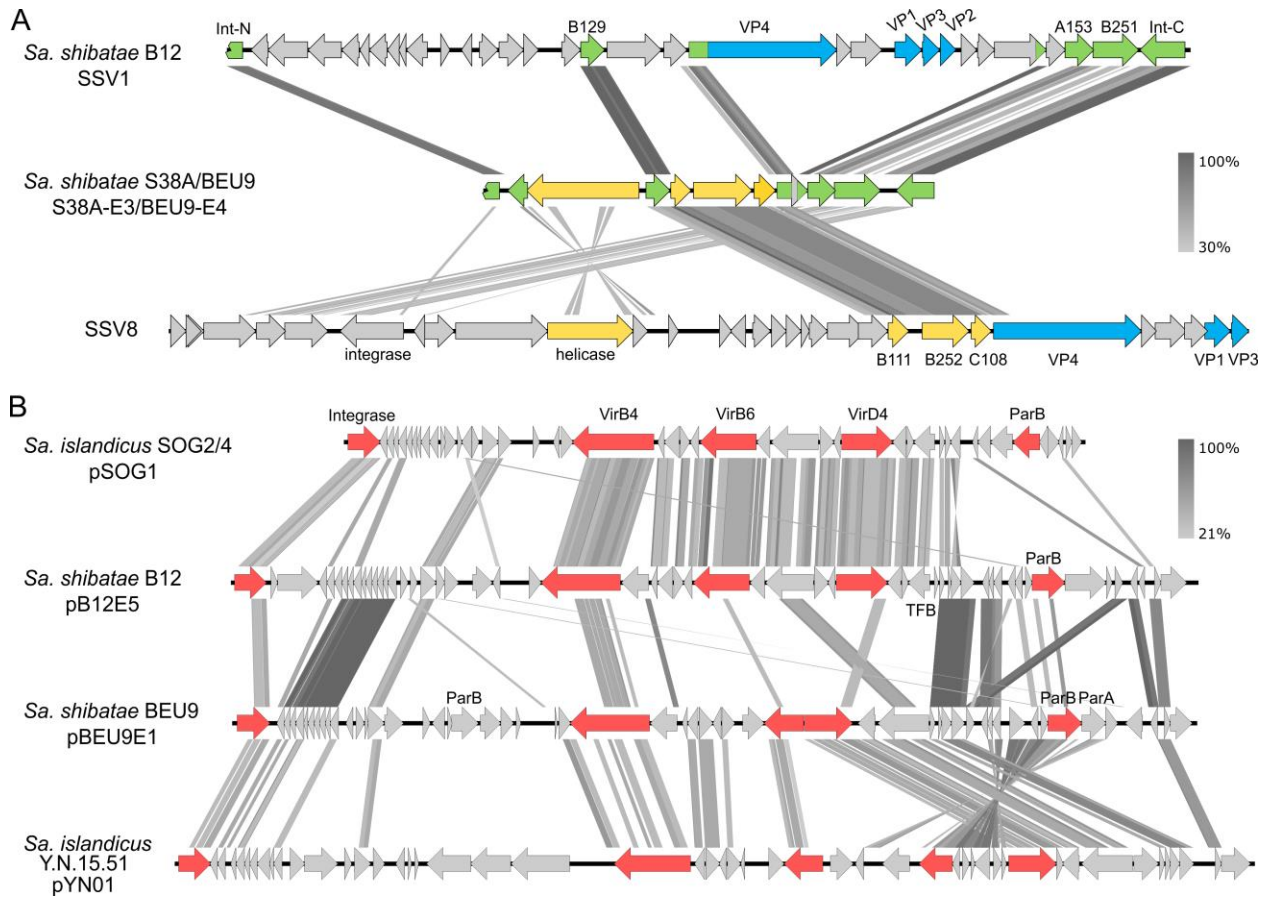 A
Sa. shibatae B12
SSV1
Int-N
B129
VP4
VP1
VP3
VP2
A153
B251
Int-C
Sa. shibatae S38A/BEU9
S38A-E3/BEU9-E4
100%
30%
SSV8
integrase
helicase
B111
B252
C108
VP4
VP1
VP3
B
Sa. islandicus SOG2/4
pSOG1
Integrase
VirB4
VirB6
VirD4
ParB
100%
21%
Sa. shibatae B12
pB12E5
ParB
TFB
Sa. shibatae BEU9
pBEU9E1
ParB
ParB
ParA
Sa. islandicus
Y.N.15.51
pYN01